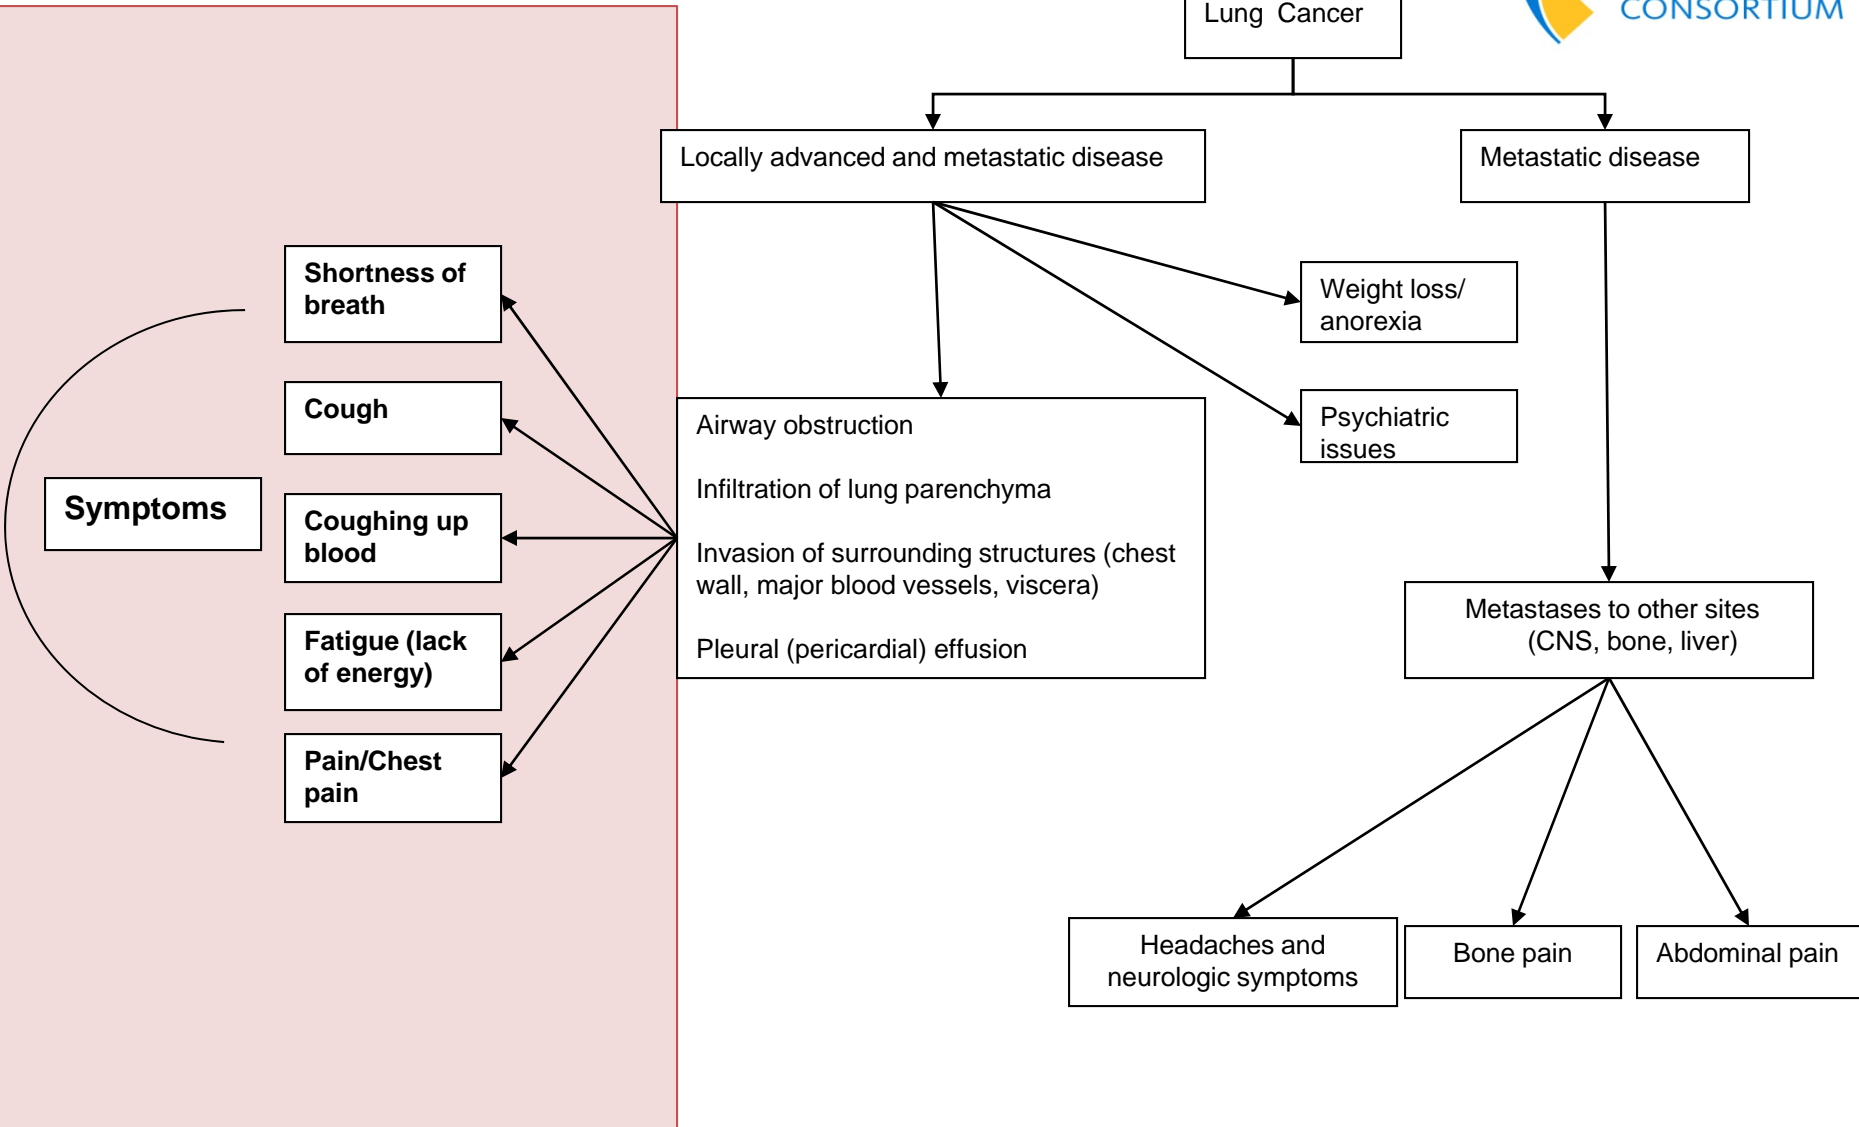 Lung Cancer
CONSORTIUM
Locally advanced and metastatic disease
Metastatic disease
Shortness of
breath
Weight loss/
anorexia
Cough
Psychiatric
issues
Airway obstruction
Infiltration of lung parenchyma
Invasion of surrounding structures (chest
wall, major blood vessels, viscera)
Pleural (pericardial) effusion
Symptoms
Coughing up
blood
Fatigue (lack
of energy)
Pain/Chest
pain
Metastases to other sites
(CNS, bone, liver)
Headaches and
neurologic symptoms
Bone pain
Abdominal pain